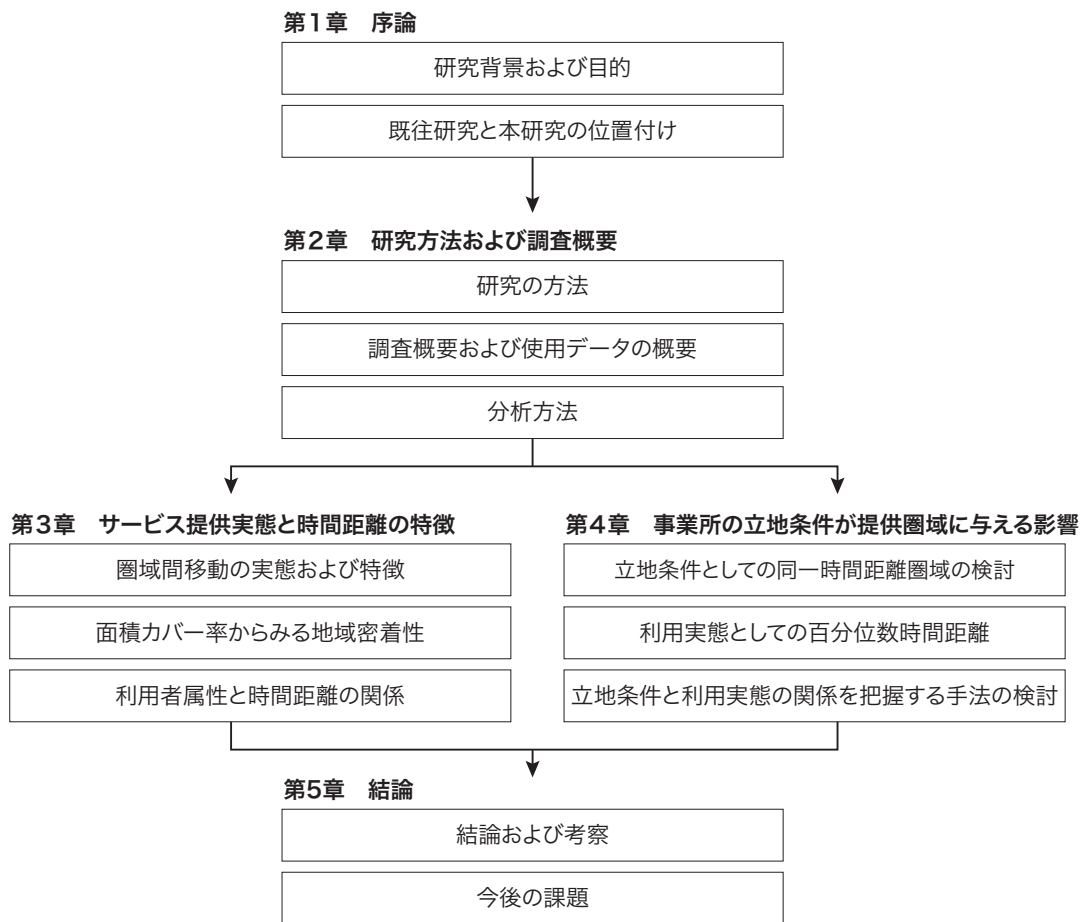 第1章　序論
研究背景および目的
既往研究と本研究の位置付け
第2章　研究方法および調査概要
研究の方法
調査概要および使用データの概要
分析方法
第3章　サービス提供実態と時間距離の特徴
圏域間移動の実態および特徴
面積カバー率からみる地域密着性
利用者属性と時間距離の関係
第4章　事業所の立地条件が提供圏域に与える影響
立地条件としての同一時間距離圏域の検討
利用実態としての百分位数時間距離
立地条件と利用実態の関係を把握する手法の検討
第5章　結論
結論および考察
今後の課題